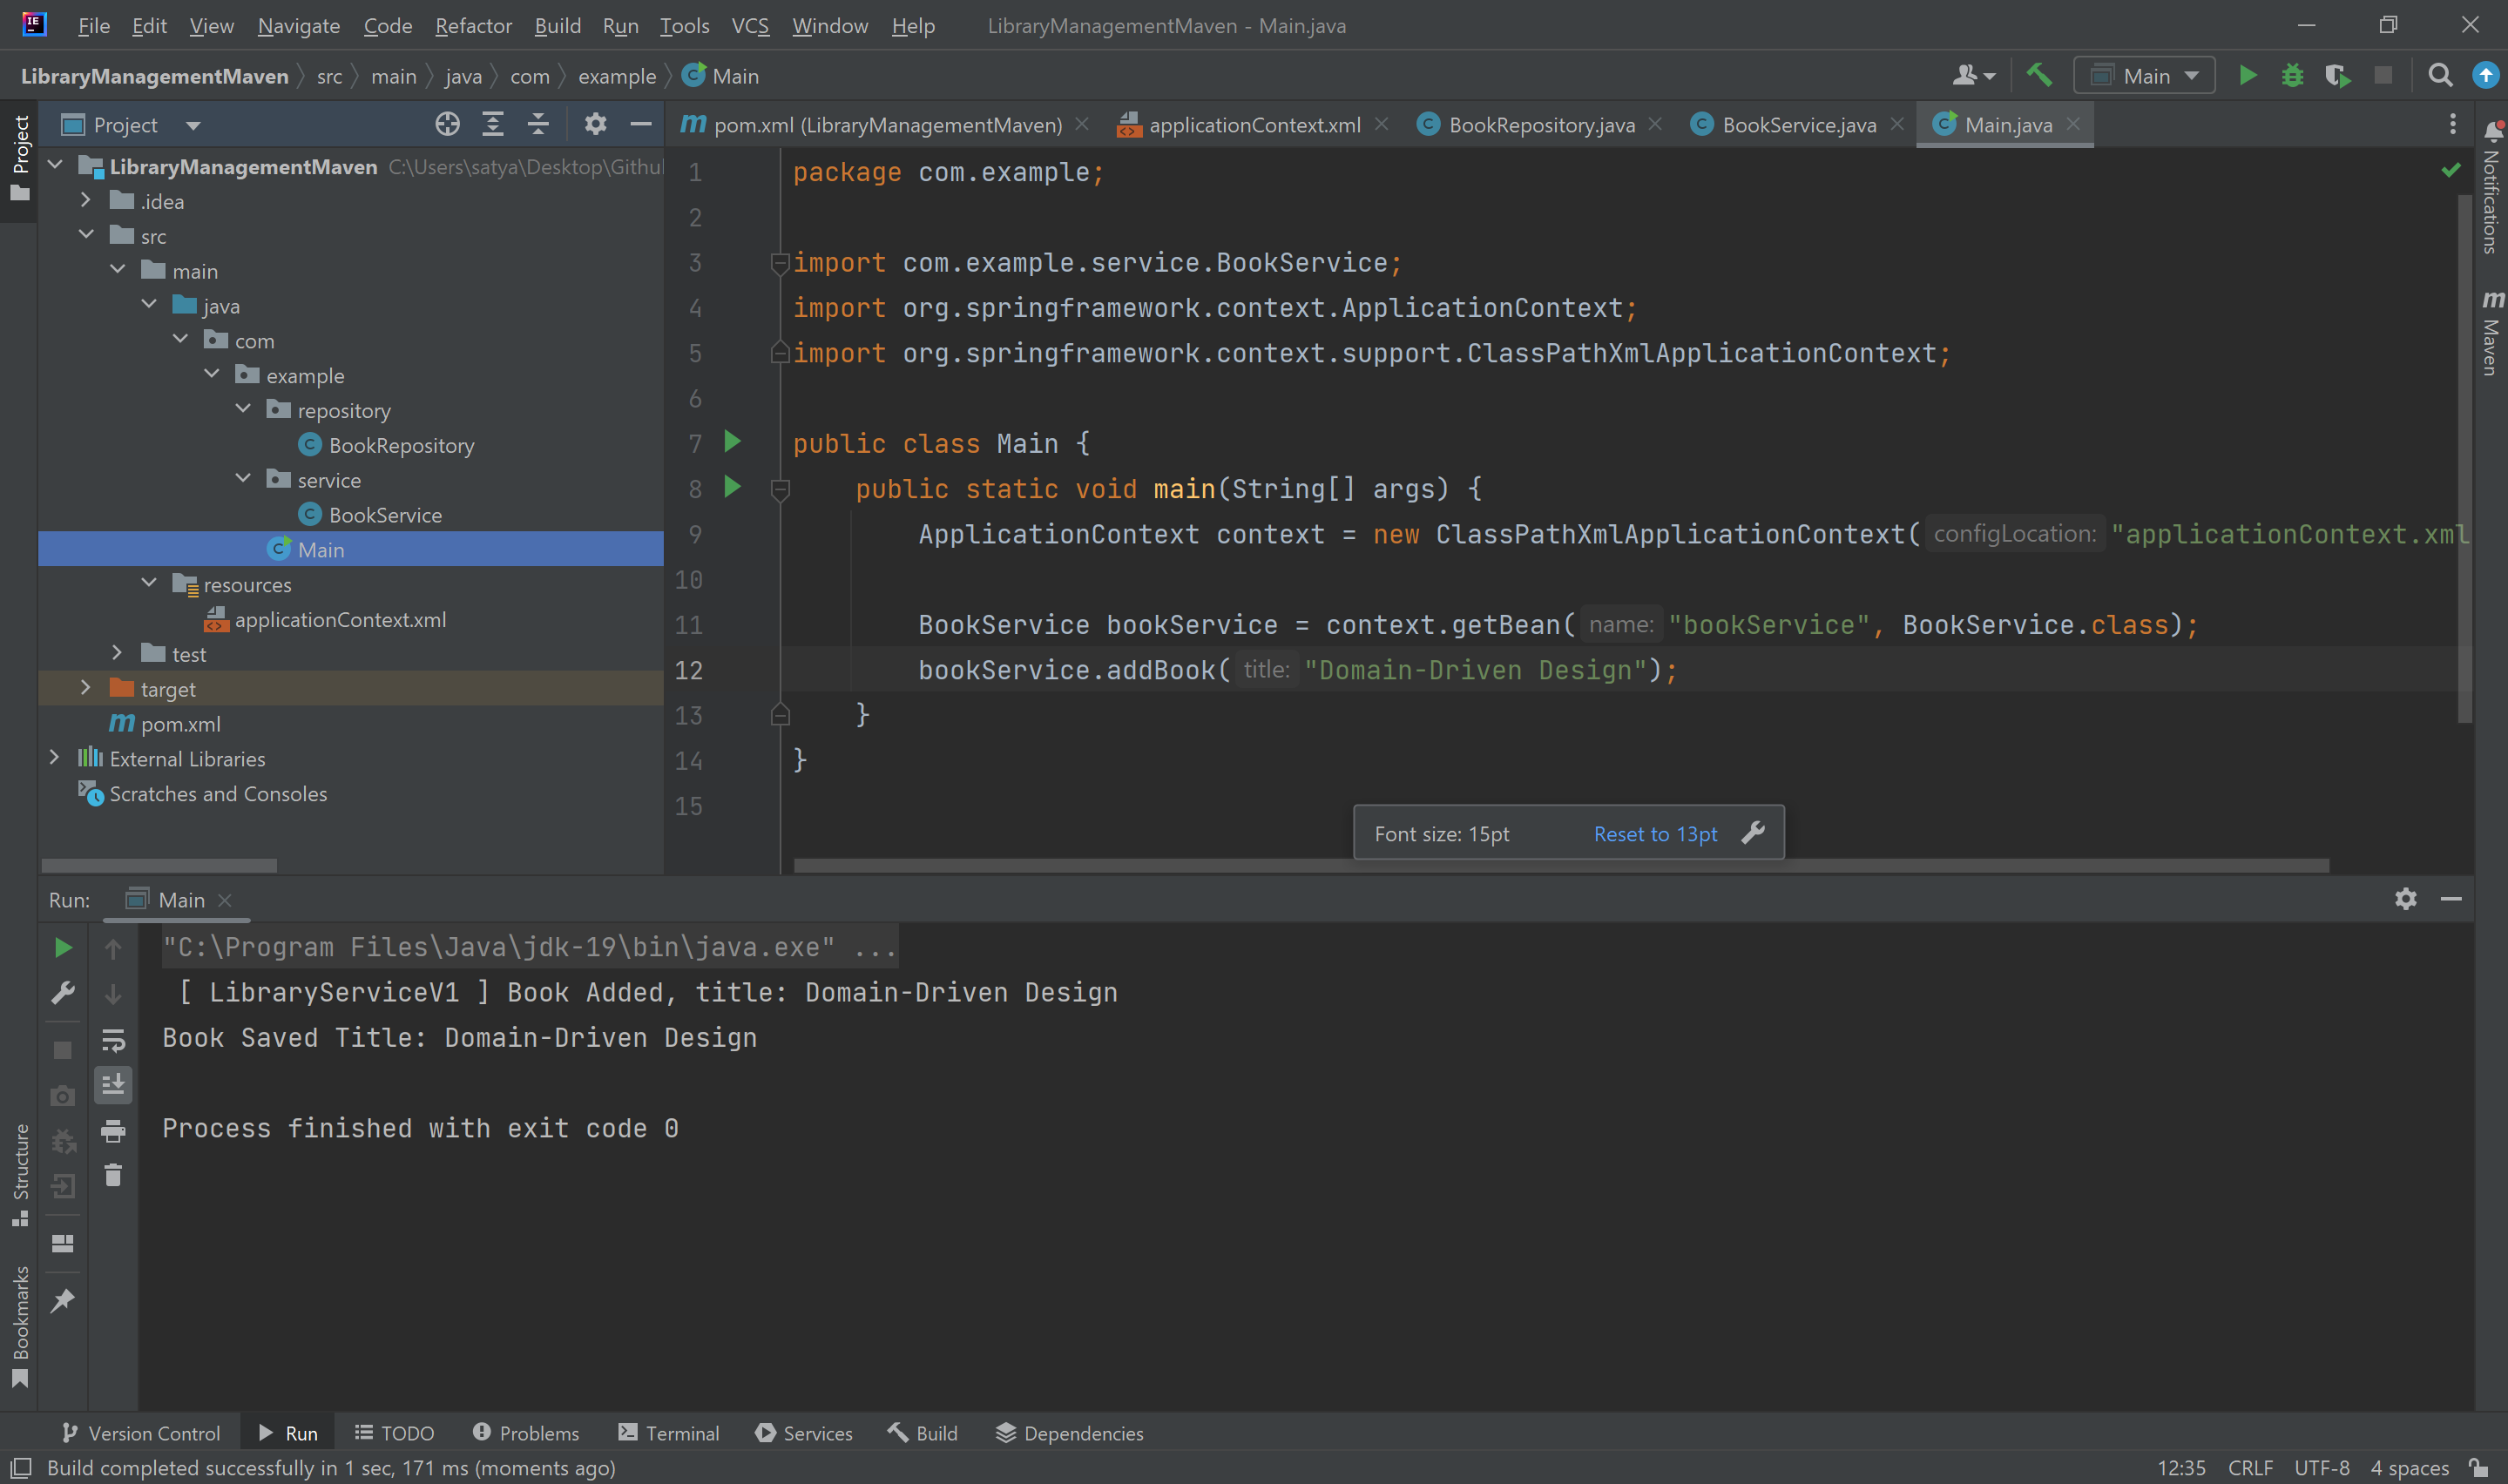 File Edit View Navigate Code Refactor Build Run Tools VCS Window Help LibraryManagementMaven - Main.java
LibraryManagementMaven src main java com example Main
Main
Project
pom.xml (LibraryManagementMaven) applicationContext.xml BookRepository.java BookService.java Main.java
Project
LibraryManagementMaven C:\Users\satya\Desktop\Github
.idea
src
main
java
com
example
repository
BookRepository
service
BookService
Main
resources
applicationContext.xml
test
target
pom.xml
External Libraries
Scratches and Consoles
1 package com.example;
2
3 import com.example.service.BookService;
4 import org.springframework.context.ApplicationContext;
5 import org.springframework.context.support.ClassPathXmlApplicationContext;
6
7 public class Main {
8 public static void main(String[] args) {
9 ApplicationContext context = new ClassPathXmlApplicationContext( configLocation: "applicationContext.xml
10
11 BookService bookService = context.getBean( name: "bookService", BookService.class);
12 bookService.addBook( title: "Domain-Driven Design");
13 }
14 }
15
Font size: 15pt Reset to 13pt
Notifications
m Maven
Run: Main
"C:\Program Files\Java\jdk-19\bin\java.exe" ...
[ LibraryServiceV1 ] Book Added, title: Domain-Driven Design
Book Saved Title: Domain-Driven Design
Process finished with exit code 0
Structure
Bookmarks
Version Control Run TODO Problems Terminal Services Build Dependencies
Build completed successfully in 1 sec, 171 ms (moments ago) 12:35 CRLF UTF-8 4 spaces